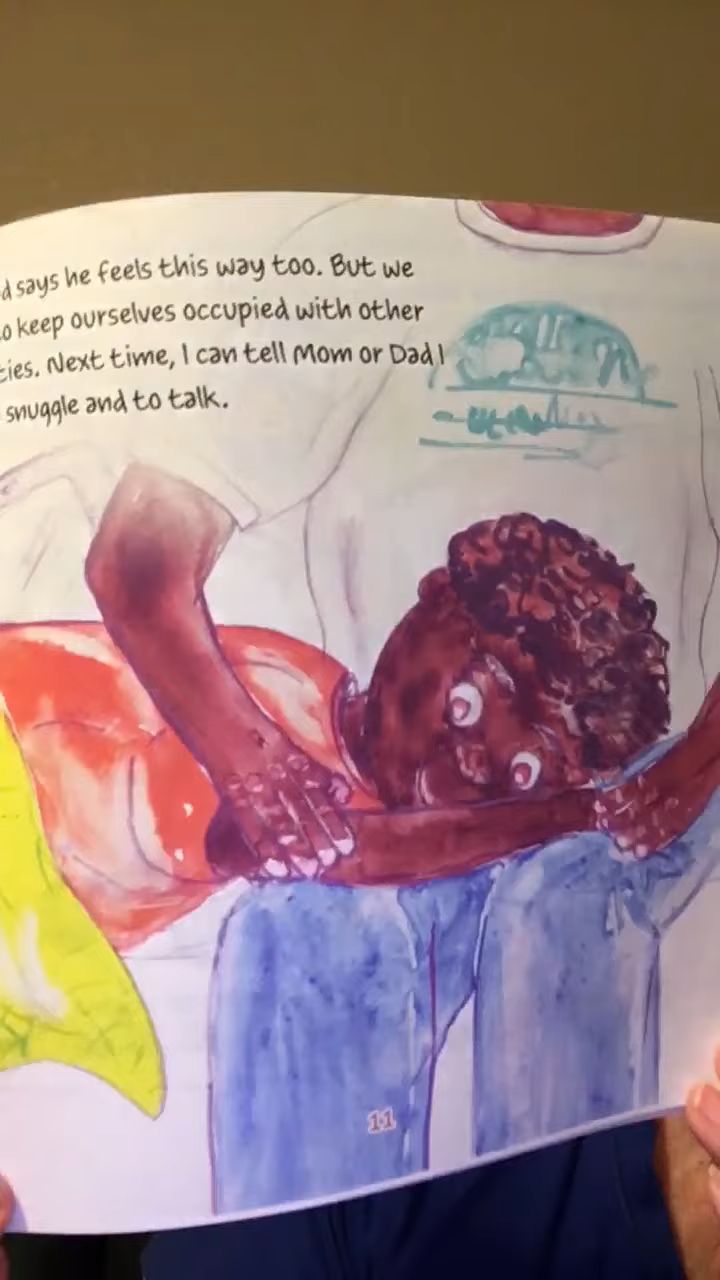 says he feels this way too. But we
keep ourselves occupied with other
Next time, I can tell Mom or Dad I
snuggle and to talk.
11